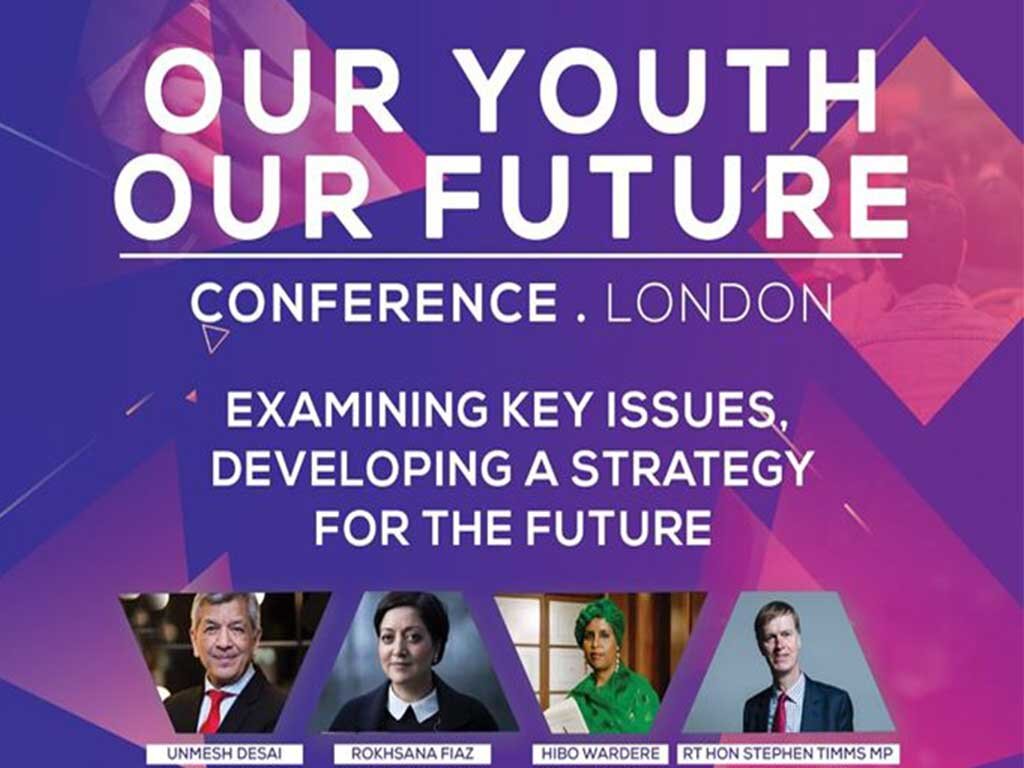 OUR YOUTH
OUR FUTURE
CONFERENCE . LONDON
EXAMINING KEY ISSUES,
DEVELOPING A STRATEGY
FOR THE FUTURE
UNMESH DESAI
ROKHSANA FIAZ
HIBO WARDERE
RT HON STEPHEN TIMMS MP